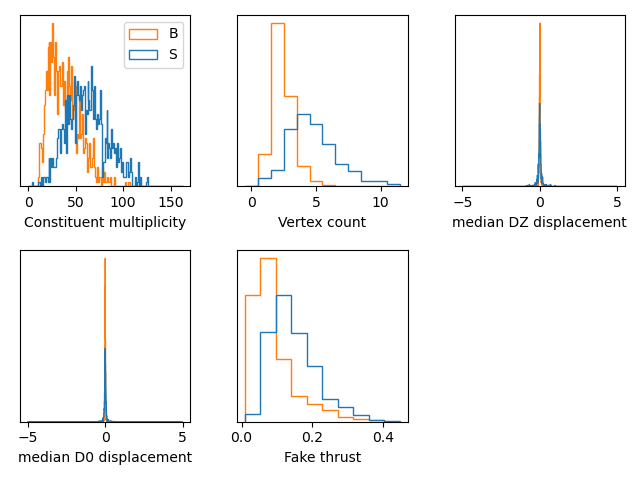 B
S
0 50 100 150
Constituent multiplicity
0 5 10
Vertex count
−5 0 5
median DZ displacement
−5 0 5
median D0 displacement
0.0 0.2 0.4
Fake thrust